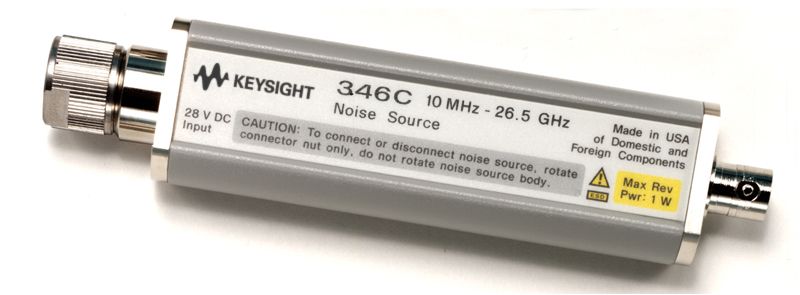 KEYSIGHT 346C 10 MHz - 26.5 GHz
Noise Source
28 V DC
Input
CAUTION: To connect or disconnect noise source, rotate
connector nut only, do not rotate noise source body.
Made in USA
of Domestic and
Foreign Components
ESD
Max Rev
Pwr: 1 W